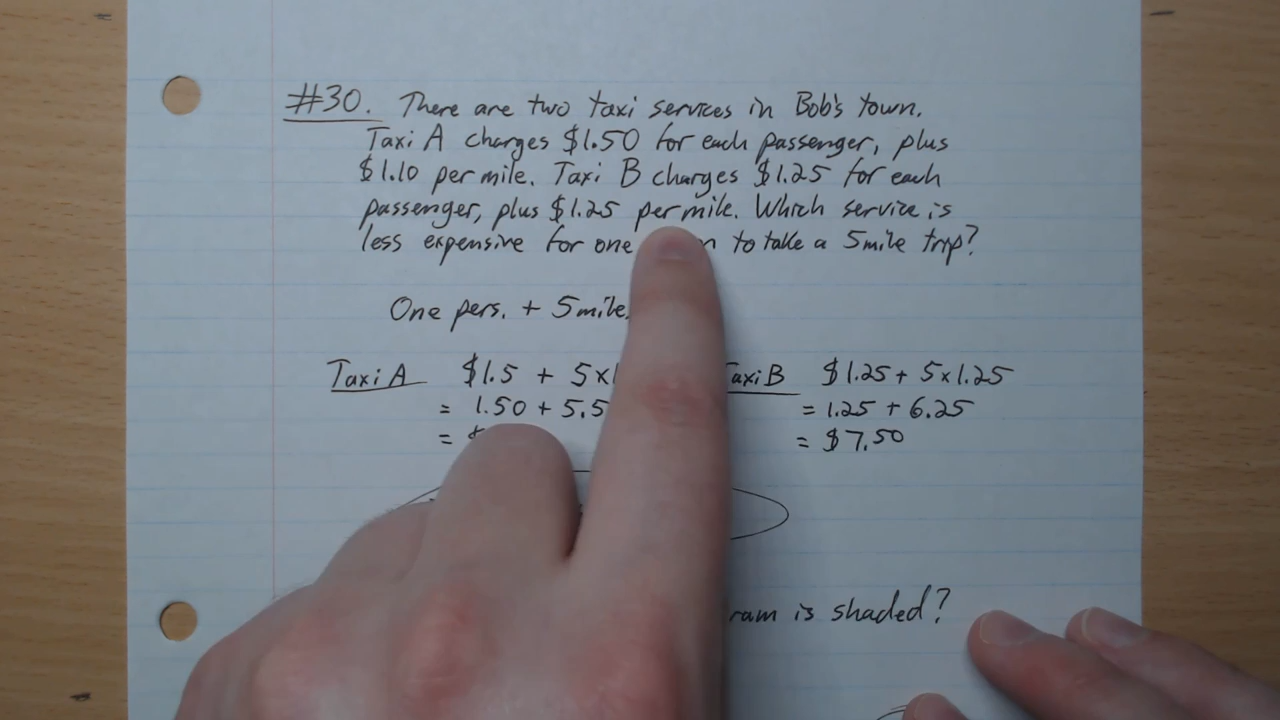 #30. There are two taxi services in Bob's town.
Taxi A charges $1.50 for each passenger, plus
$1.10 per mile. Taxi B charges $1.25 for each
passenger, plus $1.25 per mile. Which service is
less expensive for one to take a 5mile trip?
One pers. + 5mile.
Taxi A $1.5 + 5x1
= 1.50 + 5.5
= $
Taxi B $1.25 + 5x1.25
= 1.25 + 6.25
= $7.50
is shaded?